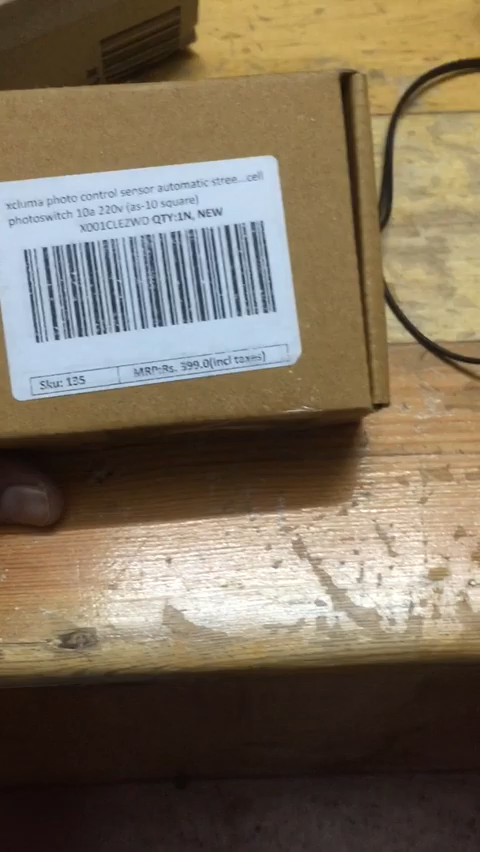 xcluma photo control sensor automatic stree...cell
photoswitch 10a 220v (as-10 square)
X001CLEZWD QTY:1N, NEW
Sku: 135 MRP:Rs. 399.0(incl taxes)